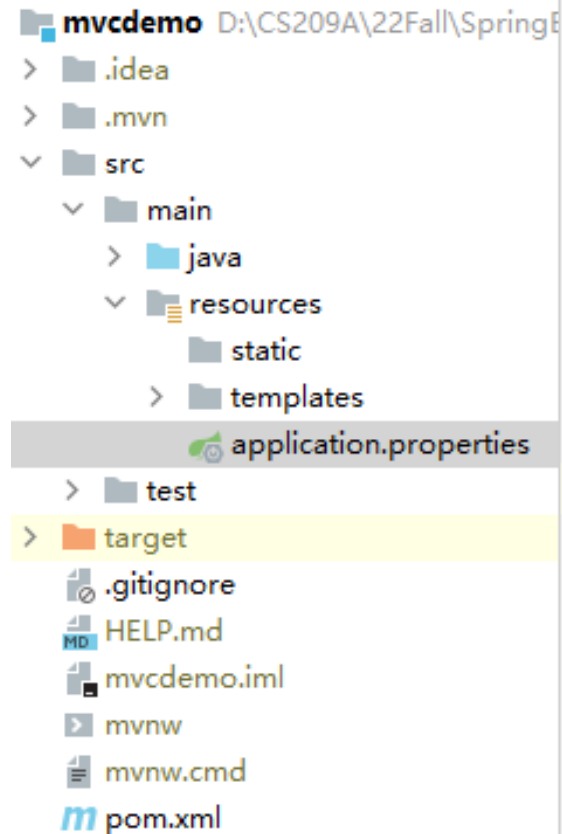 mvcdemo D:\CS209A\22Fall\Spring
.idea
.mvn
src
main
java
resources
static
templates
application.properties
test
target
.gitignore
MD HELP.md
mvcdemo.iml
mvnw
mvnw.cmd
m pom.xml